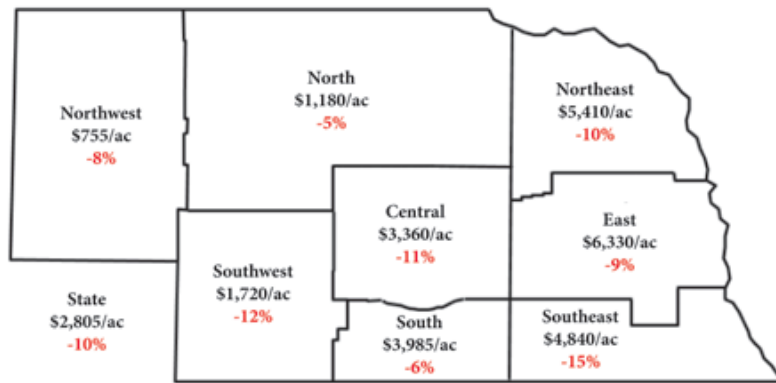 North
$1,180/ac
-5%
Northwest
$755/ac
-8%
Northeast
$5,410/ac
-10%
Central
$3,360/ac
-11%
East
$6,330/ac
-9%
Southwest
$1,720/ac
-12%
State
$2,805/ac
-10%
South
$3,985/ac
-6%
Southeast
$4,840/ac
-15%